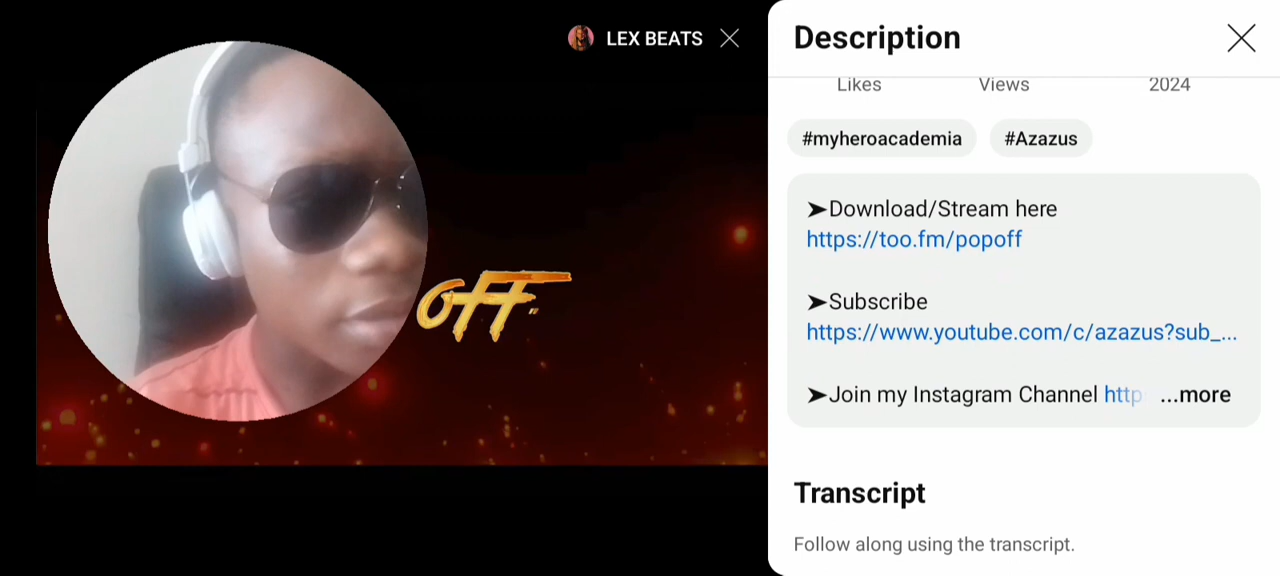 LEX BEATS
OFF
Description
Likes Views 2024
#myheroacademia #Azazus
➤Download/Stream here
https://too.fm/popoff
➤Subscribe
https://www.youtube.com/c/azazus?sub_...
➤Join my Instagram Channel http ...more
Transcript
Follow along using the transcript.